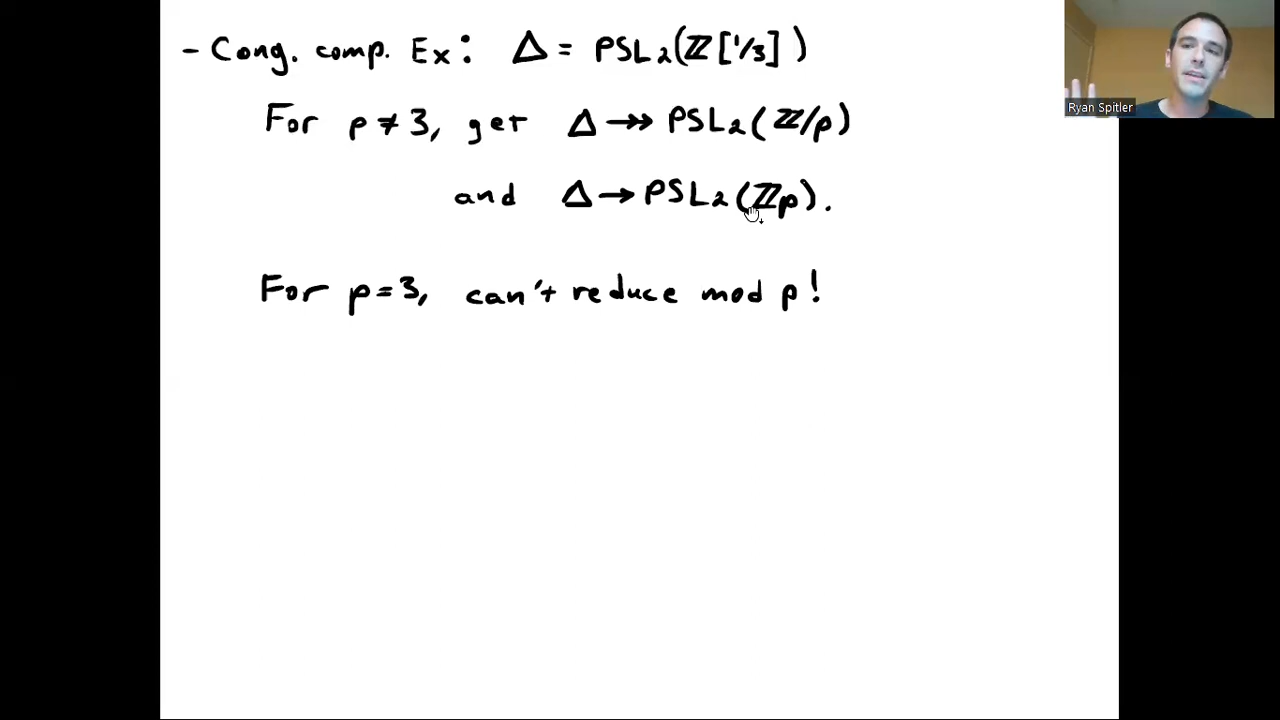 - Cong. comp. Ex: Δ = PSL₂(ℤ[1/3])
For p ≠ 3, get Δ ↠ PSL₂(ℤ/p)
and Δ → PSL₂(ℤp).
For p = 3, can't reduce mod p!
Ryan Spitler